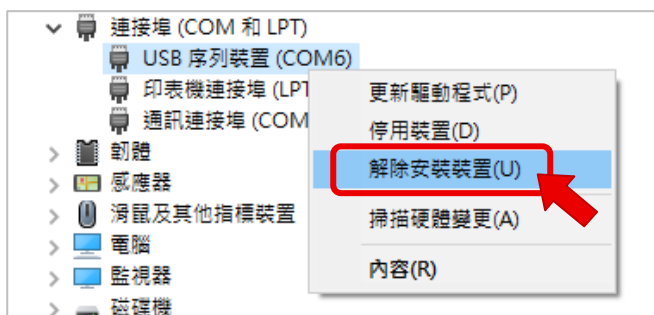 連接埠 (COM 和 LPT)
USB 序列裝置 (COM6)
印表機連接埠 (LPT
通訊連接埠 (COM
韌體
感應器
滑鼠及其他指標裝置
電腦
監視器
磁碟機
更新驅動程式(P)
停用裝置(D)
解除安裝裝置(U)
掃描硬體變更(A)
內容(R)